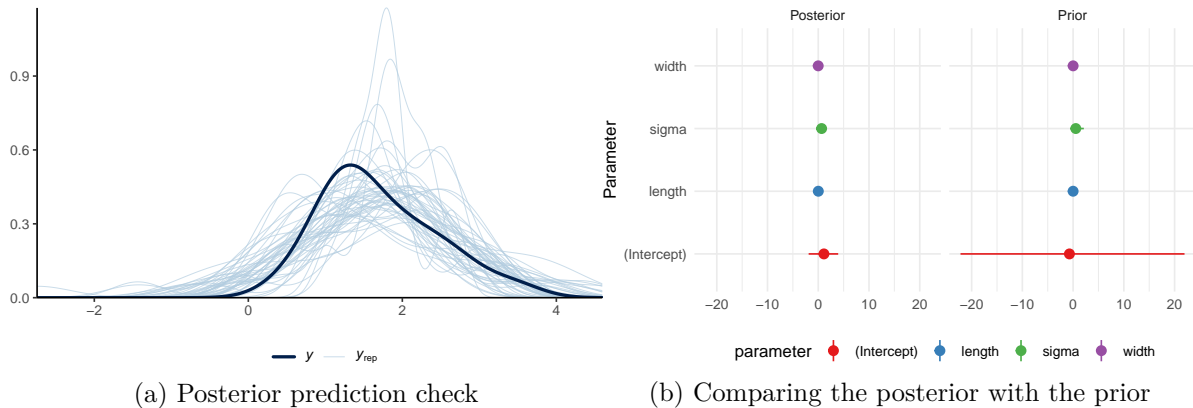 0.9
0.6
0.3
0.0
−2 0 2 4
y y_rep
(a) Posterior prediction check
Posterior Prior
Parameter
width
sigma
length
(Intercept)
−20 −10 0 10 20 −20 −10 0 10 20
parameter (Intercept) length sigma width
(b) Comparing the posterior with the prior